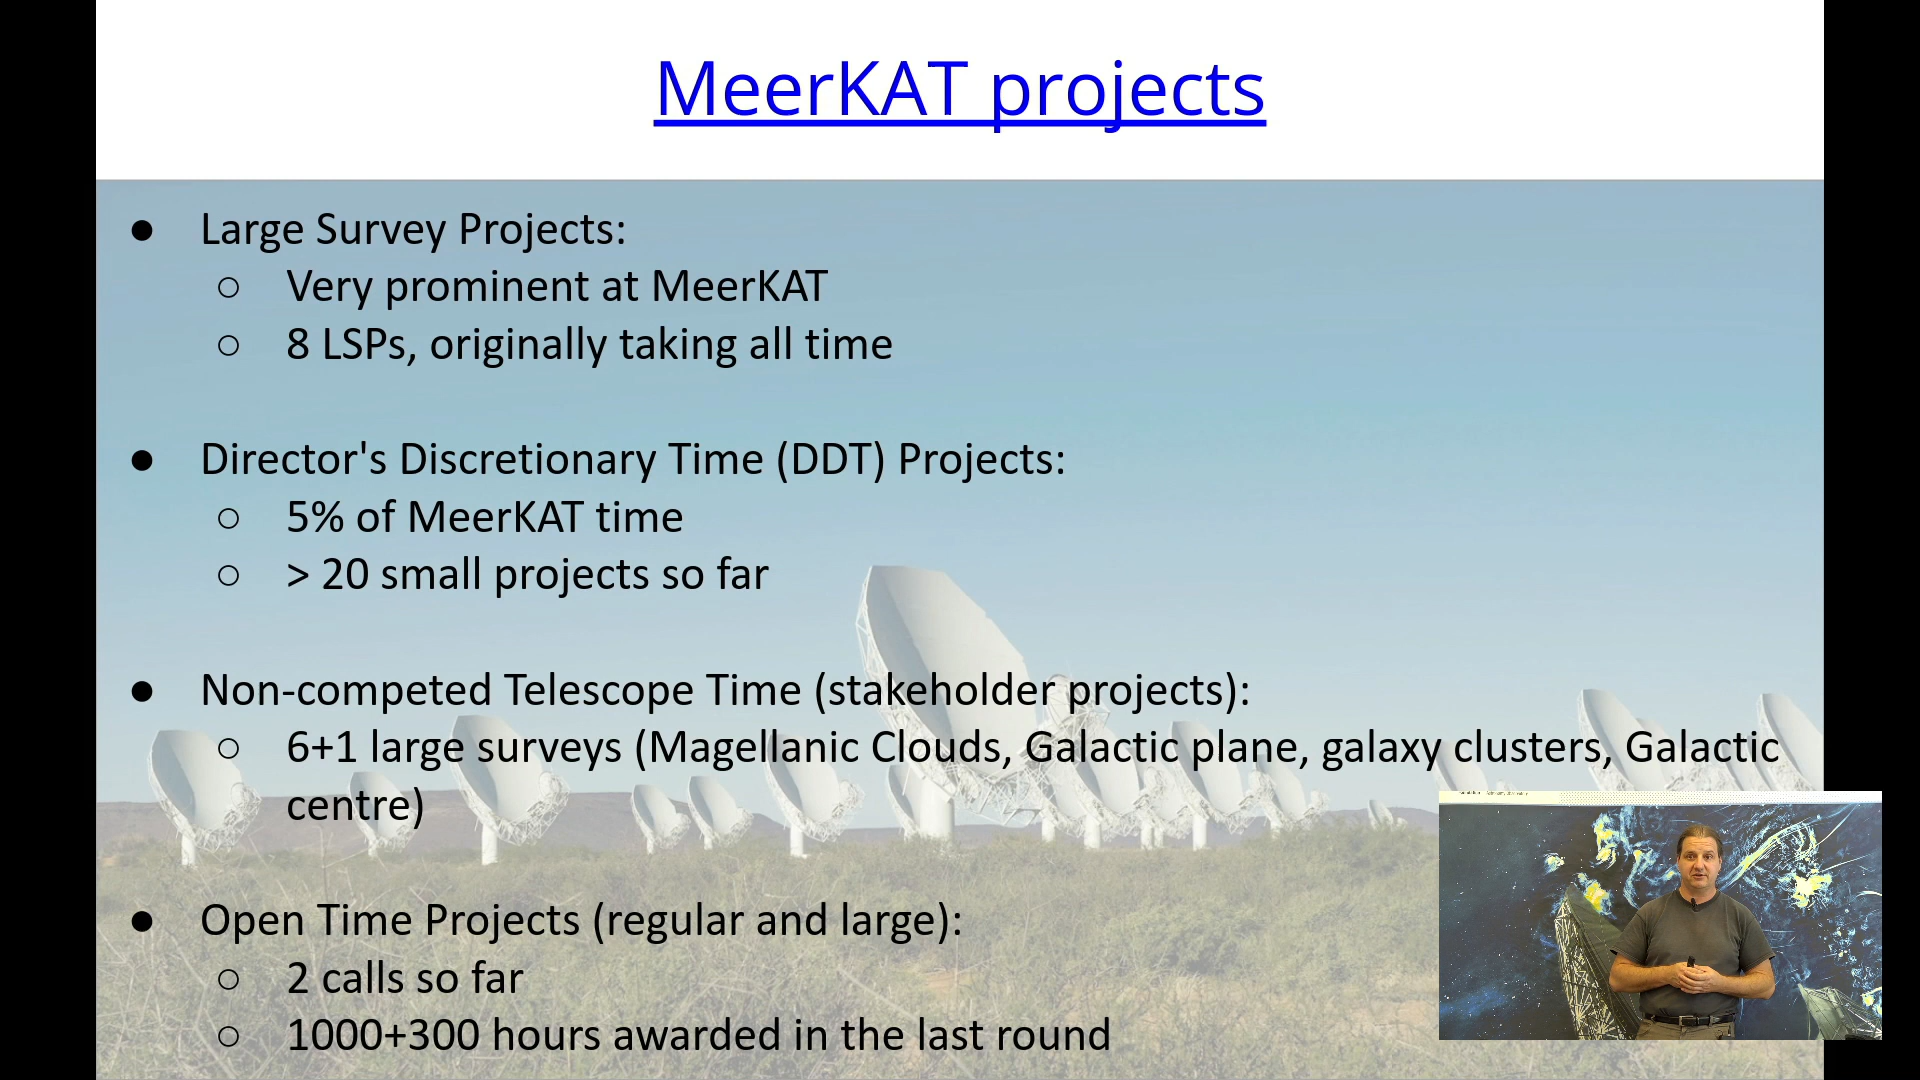 MeerKAT projects
● Large Survey Projects:
○ Very prominent at MeerKAT
○ 8 LSPs, originally taking all time
● Director's Discretionary Time (DDT) Projects:
○ 5% of MeerKAT time
○ > 20 small projects so far
● Non-competed Telescope Time (stakeholder projects):
○ 6+1 large surveys (Magellanic Clouds, Galactic plane, galaxy clusters, Galactic
centre)
● Open Time Projects (regular and large):
○ 2 calls so far
○ 1000+300 hours awarded in the last round